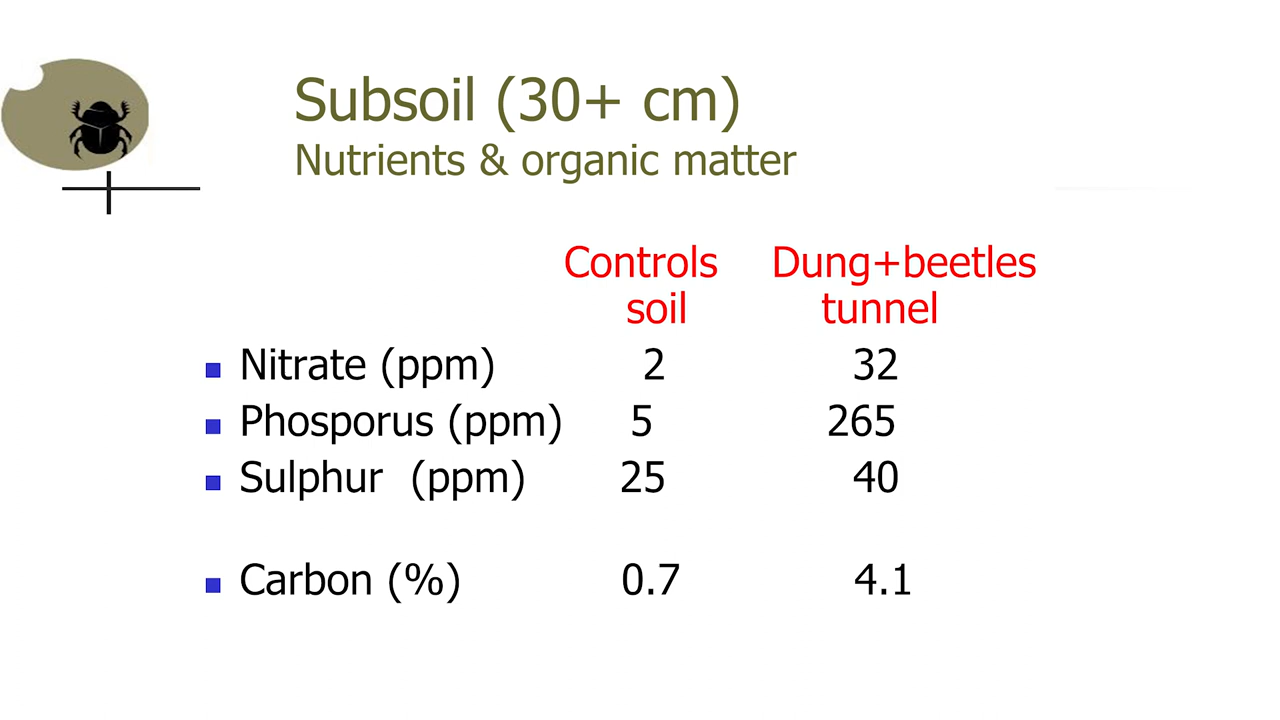 Subsoil (30+ cm)
Nutrients & organic matter
Controls Dung+beetles
soil tunnel
Nitrate (ppm) 2 32
Phosporus (ppm) 5 265
Sulphur (ppm) 25 40
Carbon (%) 0.7 4.1